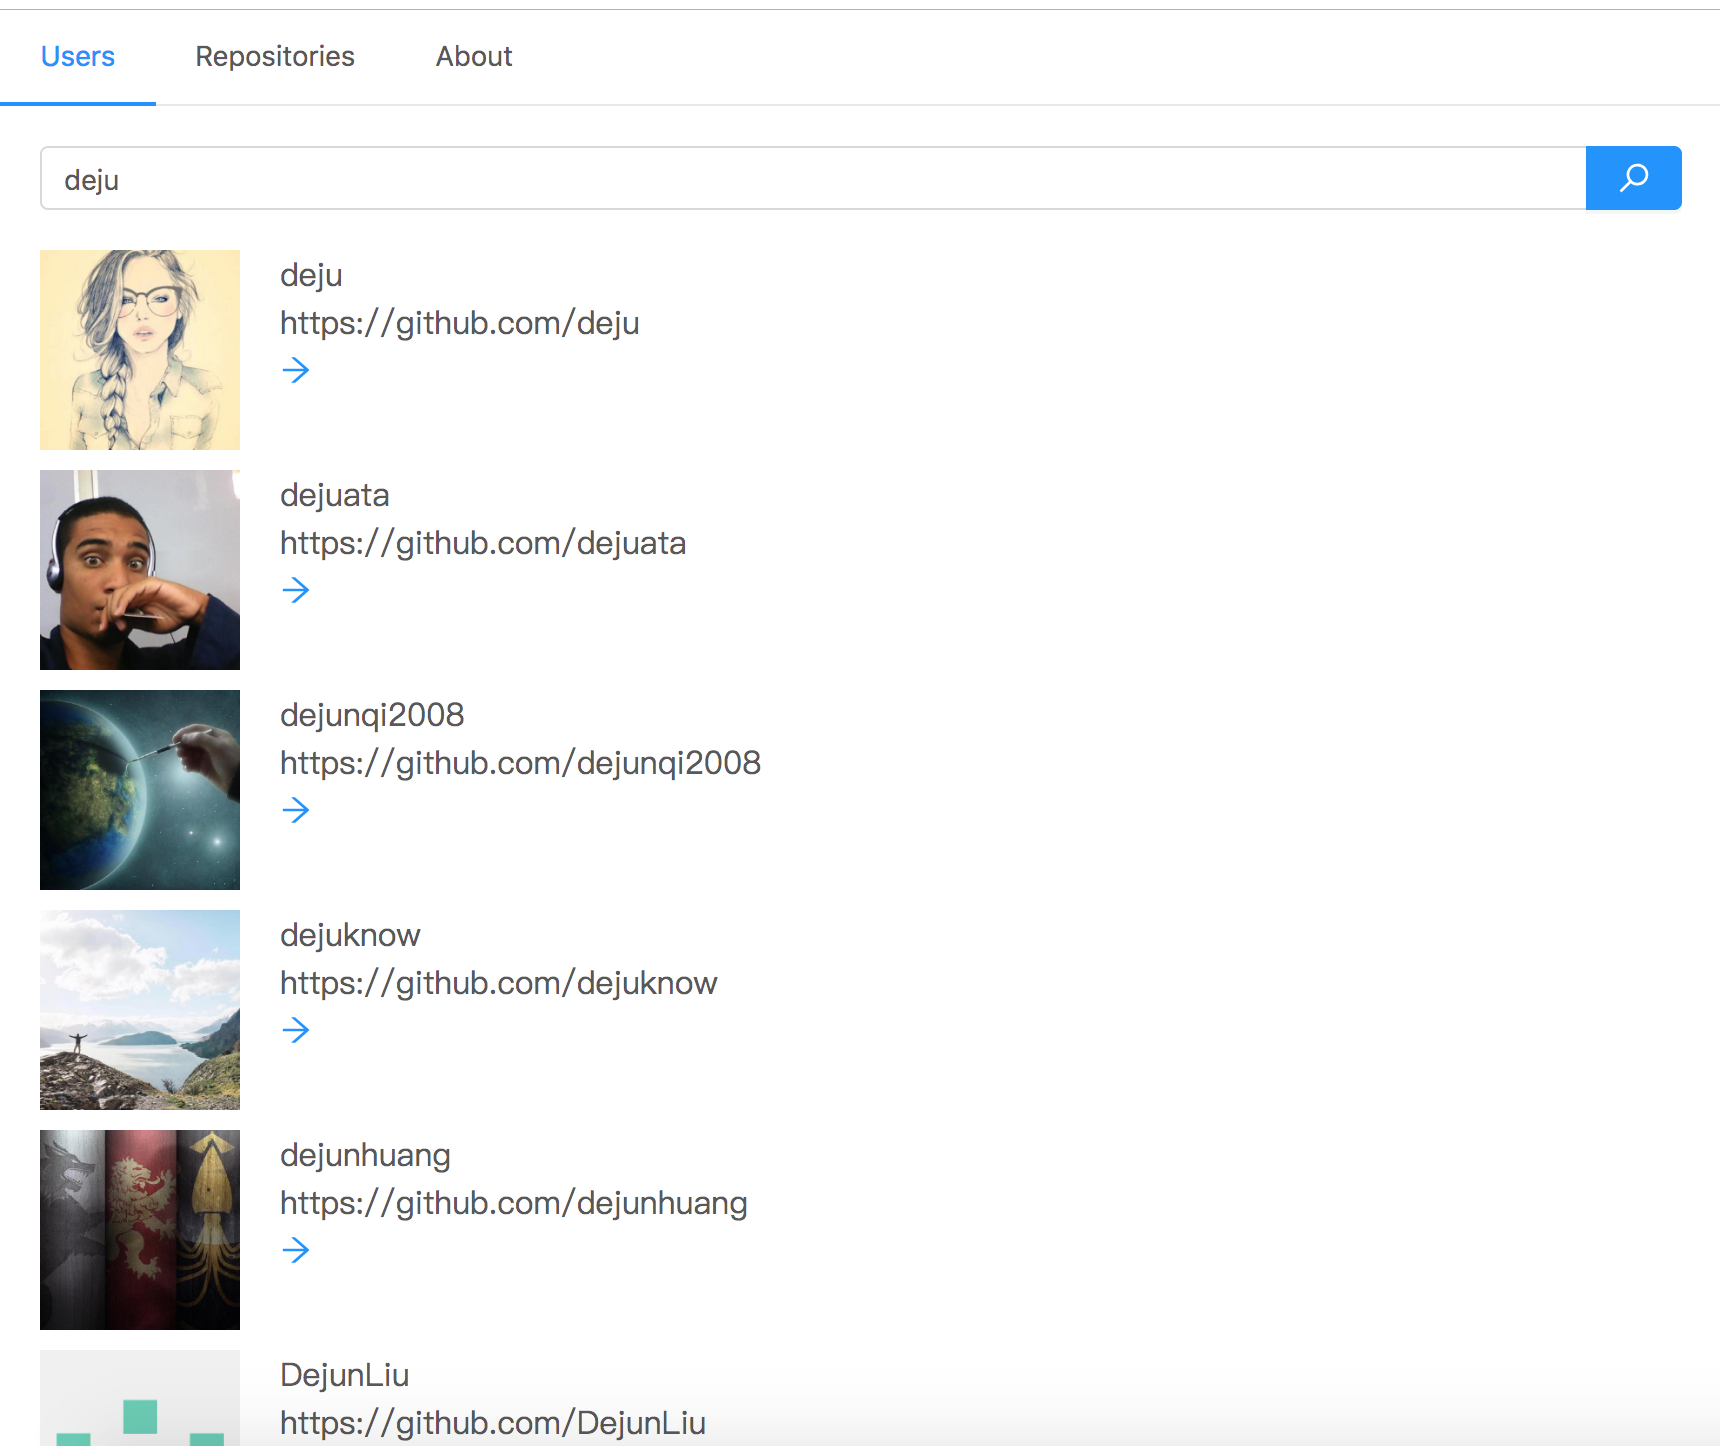 Users Repositories About
deju
deju
https://github.com/deju
dejuata
https://github.com/dejuata
dejunqi2008
https://github.com/dejunqi2008
dejuknow
https://github.com/dejuknow
dejunhuang
https://github.com/dejunhuang
DejunLiu
https://github.com/DejunLiu